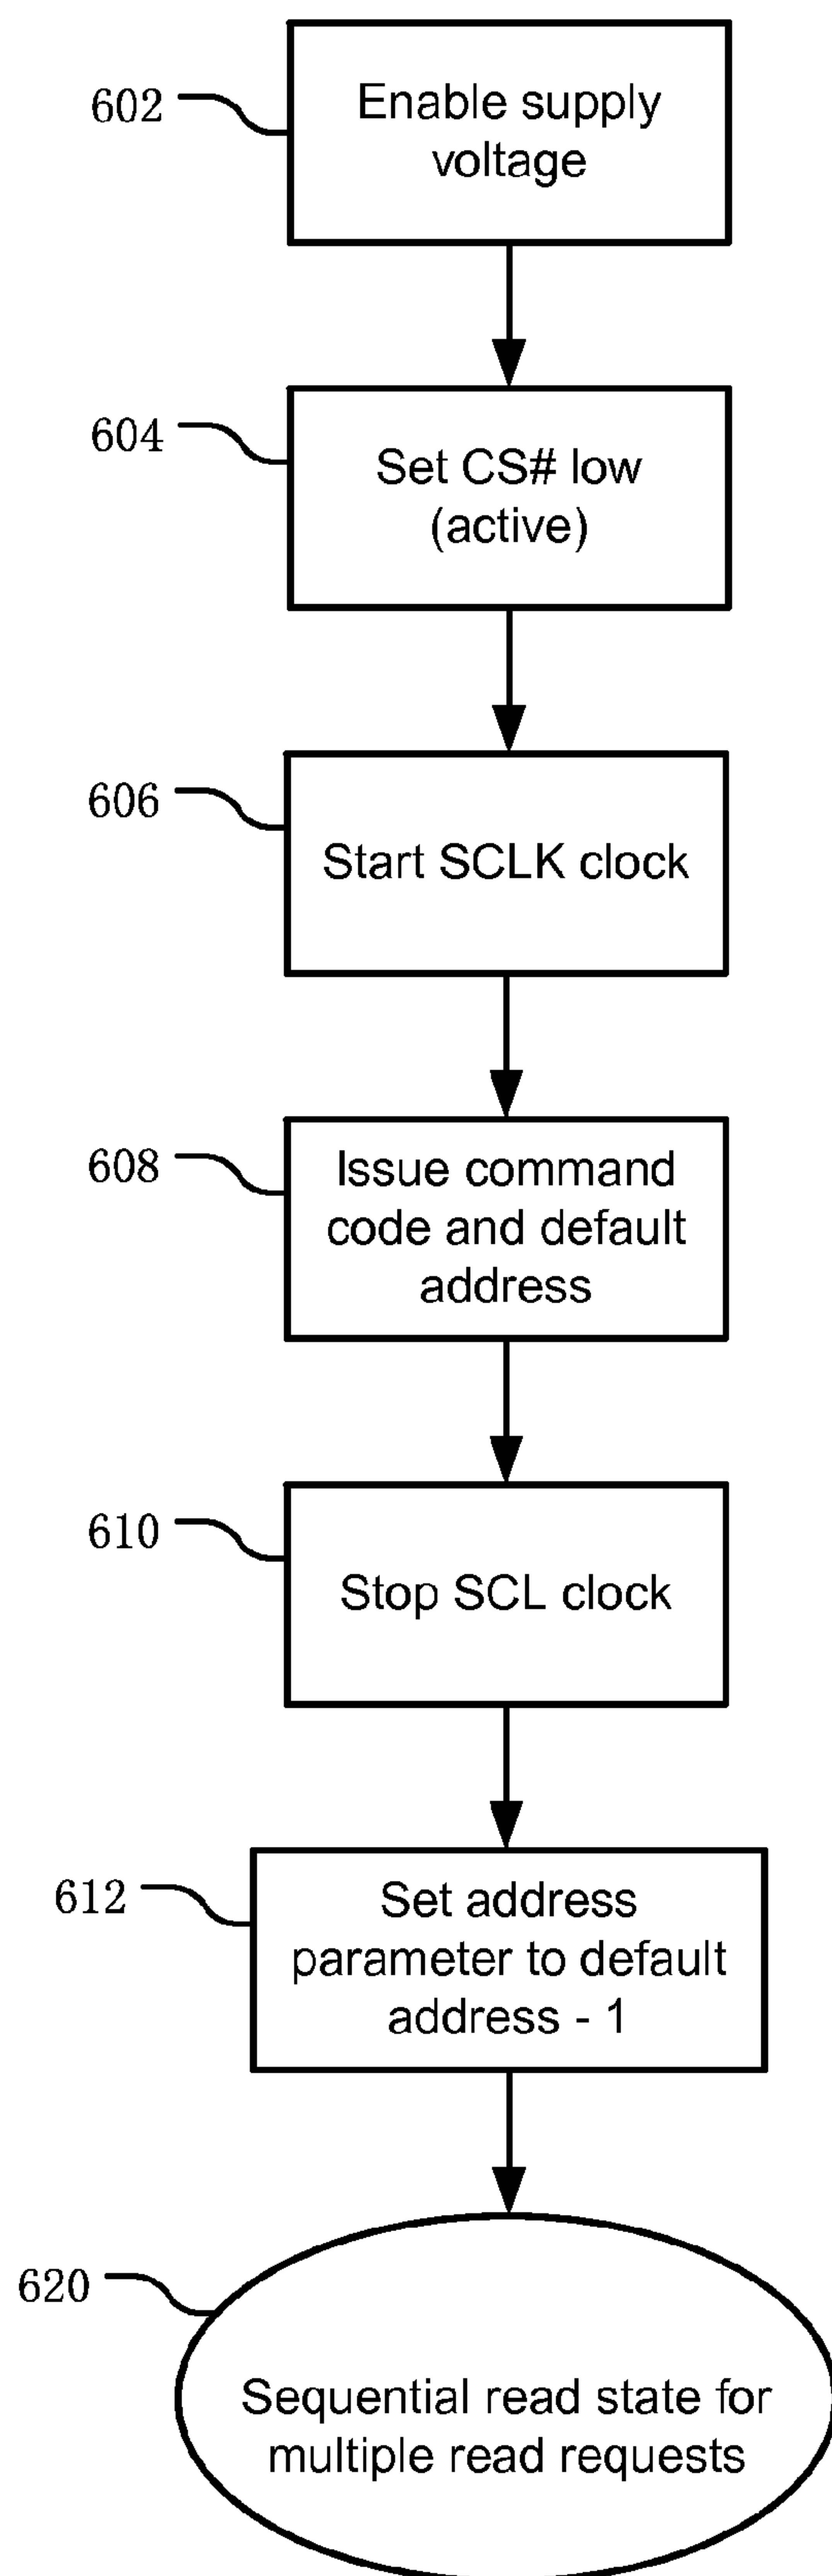 602
Enable supply
voltage
604
Set CS# low
(active)
606
Start SCLK clock
608
Issue command
code and default
address
610
Stop SCL clock
612
Set address
parameter to default
address - 1
620
Sequential read state for
multiple read requests